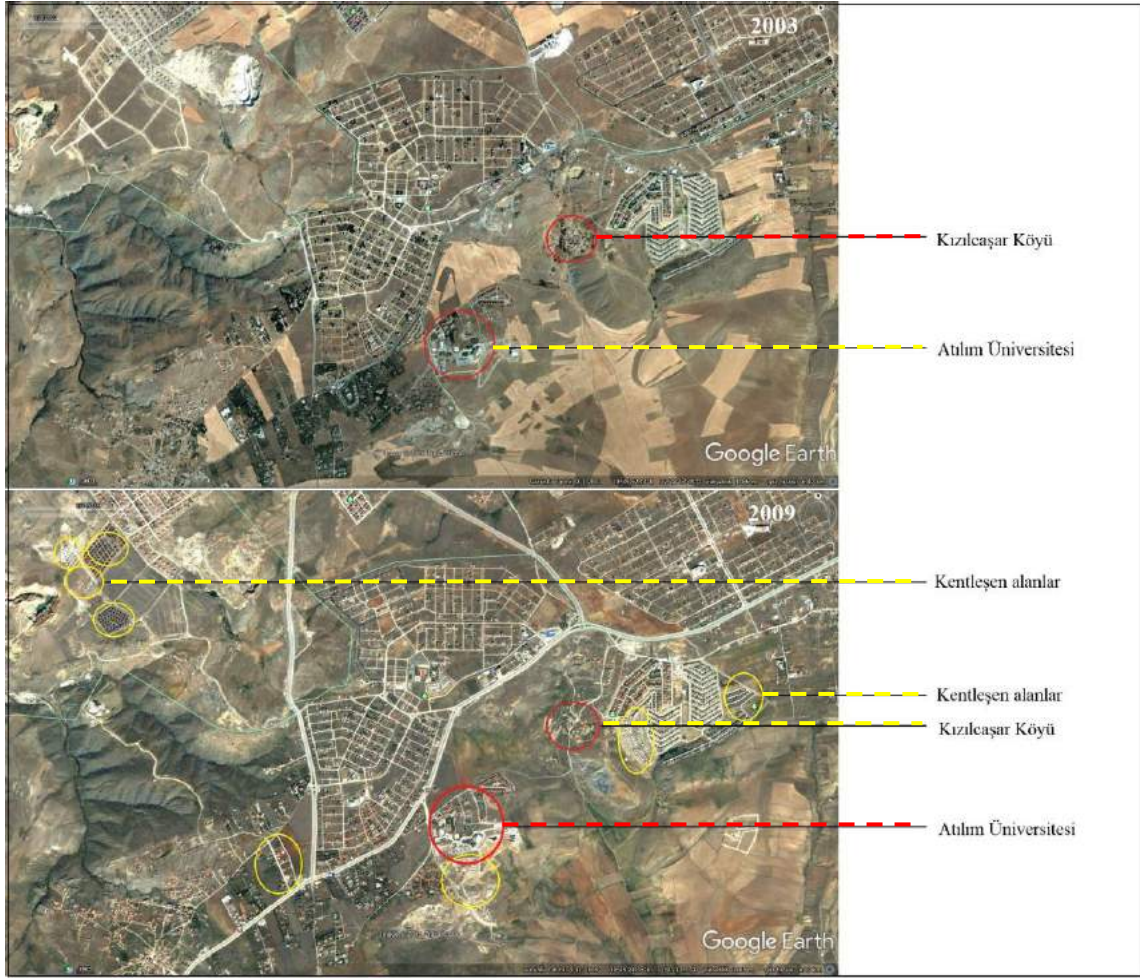 2003
Kızılcaşar Köyü
Atılım Üniversitesi
Google Earth
2009
Kentleşen alanlar
Kentleşen alanlar
Kızılcaşar Köyü
Atılım Üniversitesi
Google Earth